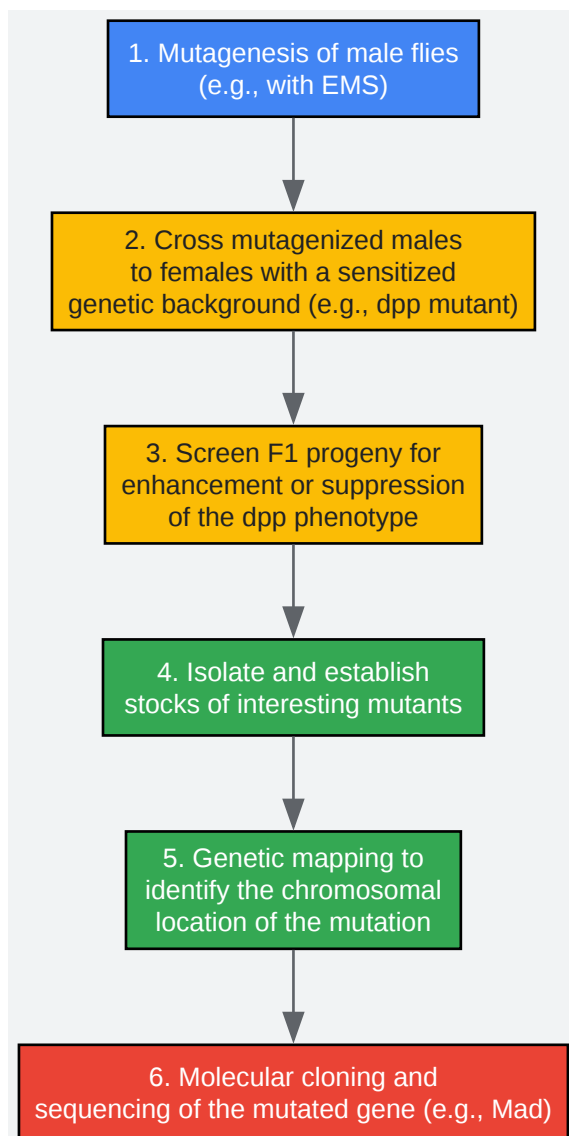 1. Mutagenesis of male flies
(e.g., with EMS)
2. Cross mutagenized males
to females with a sensitized
genetic background (e.g., dpp mutant)
3. Screen F1 progeny for
enhancement or suppression
of the dpp phenotype
4. Isolate and establish
stocks of interesting mutants
5. Genetic mapping to
identify the chromosomal
location of the mutation
6. Molecular cloning and
sequencing of the mutated gene (e.g., Mad)